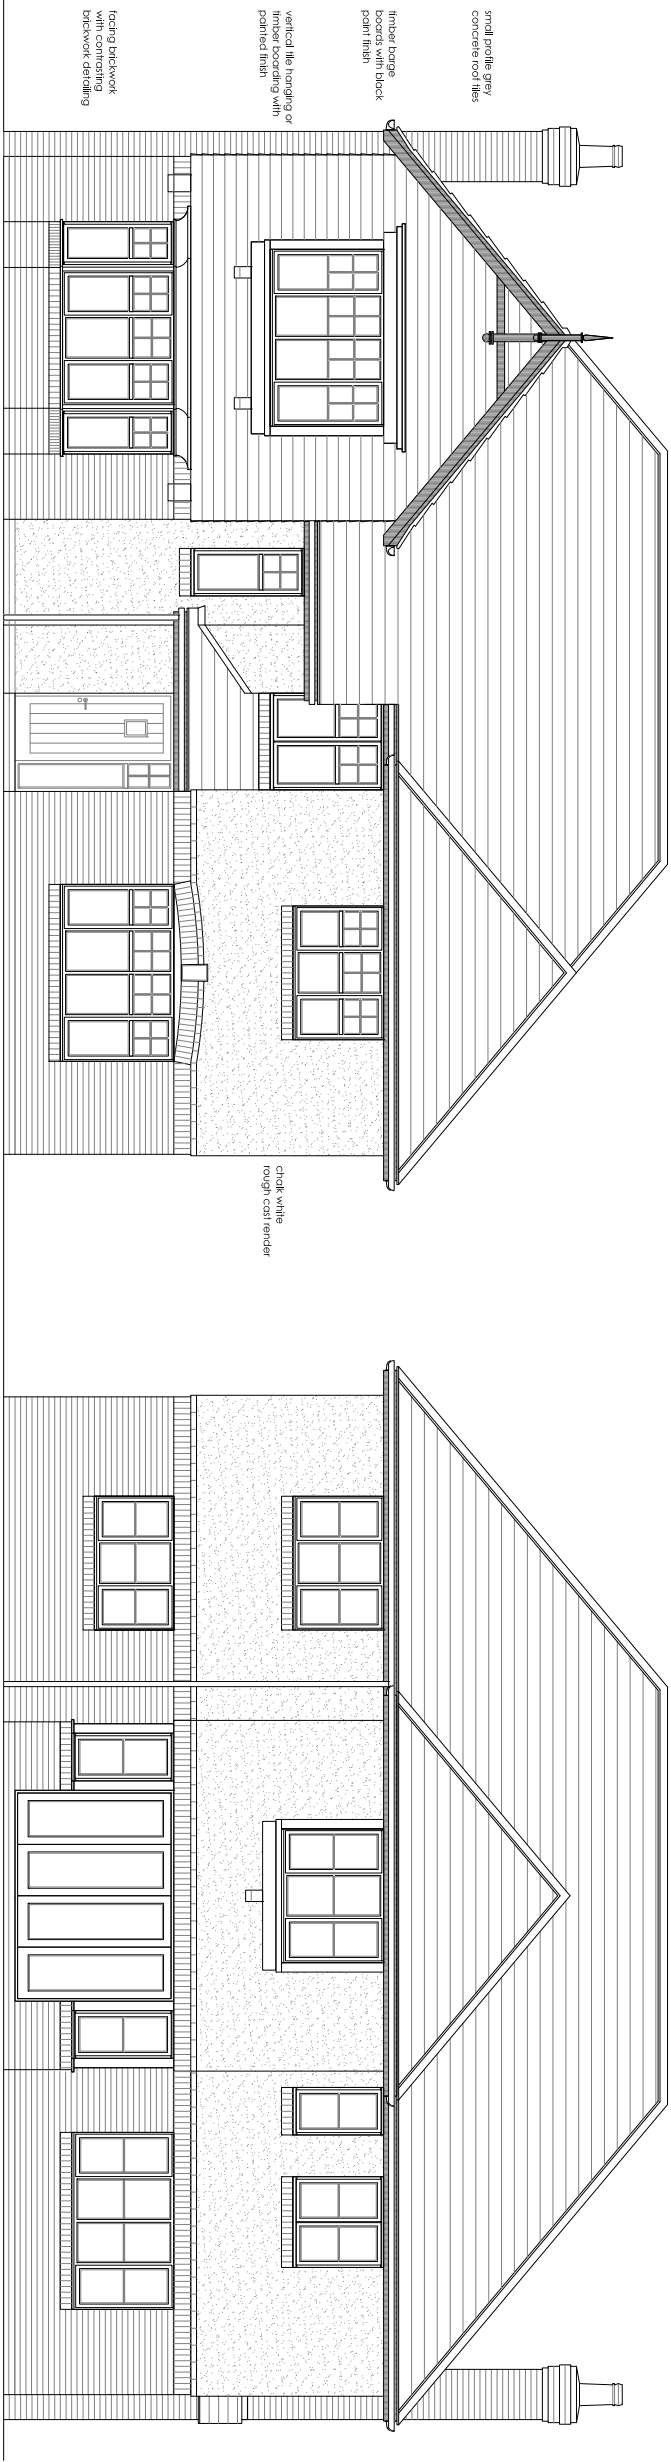 small profile grey
concrete roof tiles
timber barge
boards with black
paint finish
vertical tile hanging or
timber boarding with
painted finish
facing brickwork
with contrasting
brickwork detailing
chalk white
rough cast render